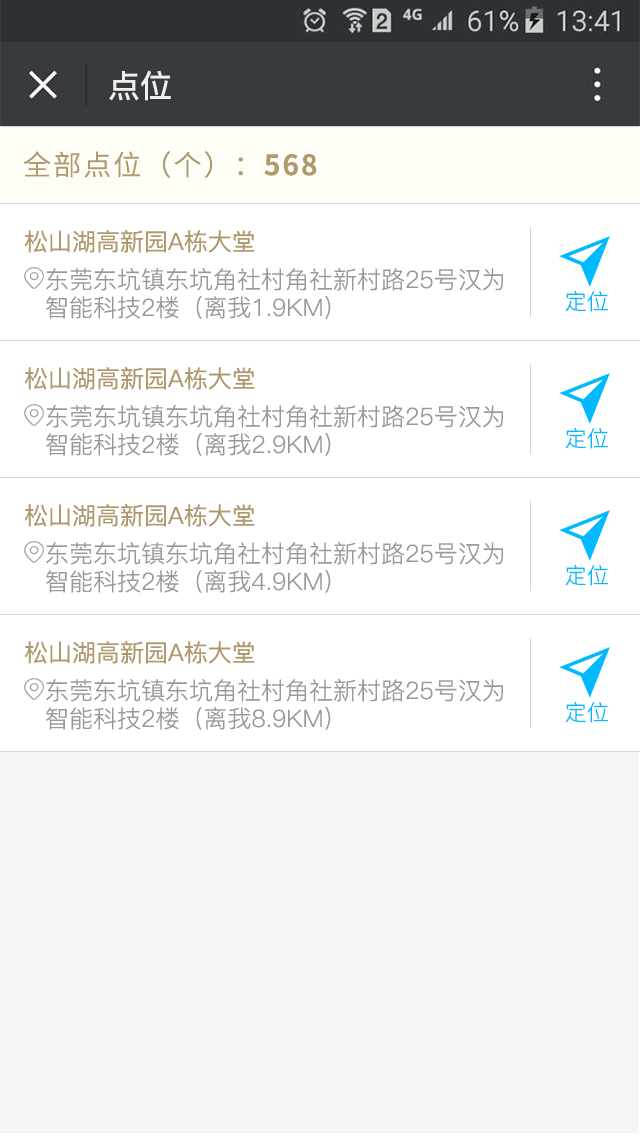 2 4G 61% 13:41
点位
全部点位（个）：568
松山湖高新园A栋大堂
东莞东坑镇东坑角社村角社新村路25号汉为
智能科技2楼（离我1.9KM）
定位
松山湖高新园A栋大堂
东莞东坑镇东坑角社村角社新村路25号汉为
智能科技2楼（离我2.9KM）
定位
松山湖高新园A栋大堂
东莞东坑镇东坑角社村角社新村路25号汉为
智能科技2楼（离我4.9KM）
定位
松山湖高新园A栋大堂
东莞东坑镇东坑角社村角社新村路25号汉为
智能科技2楼（离我8.9KM）
定位